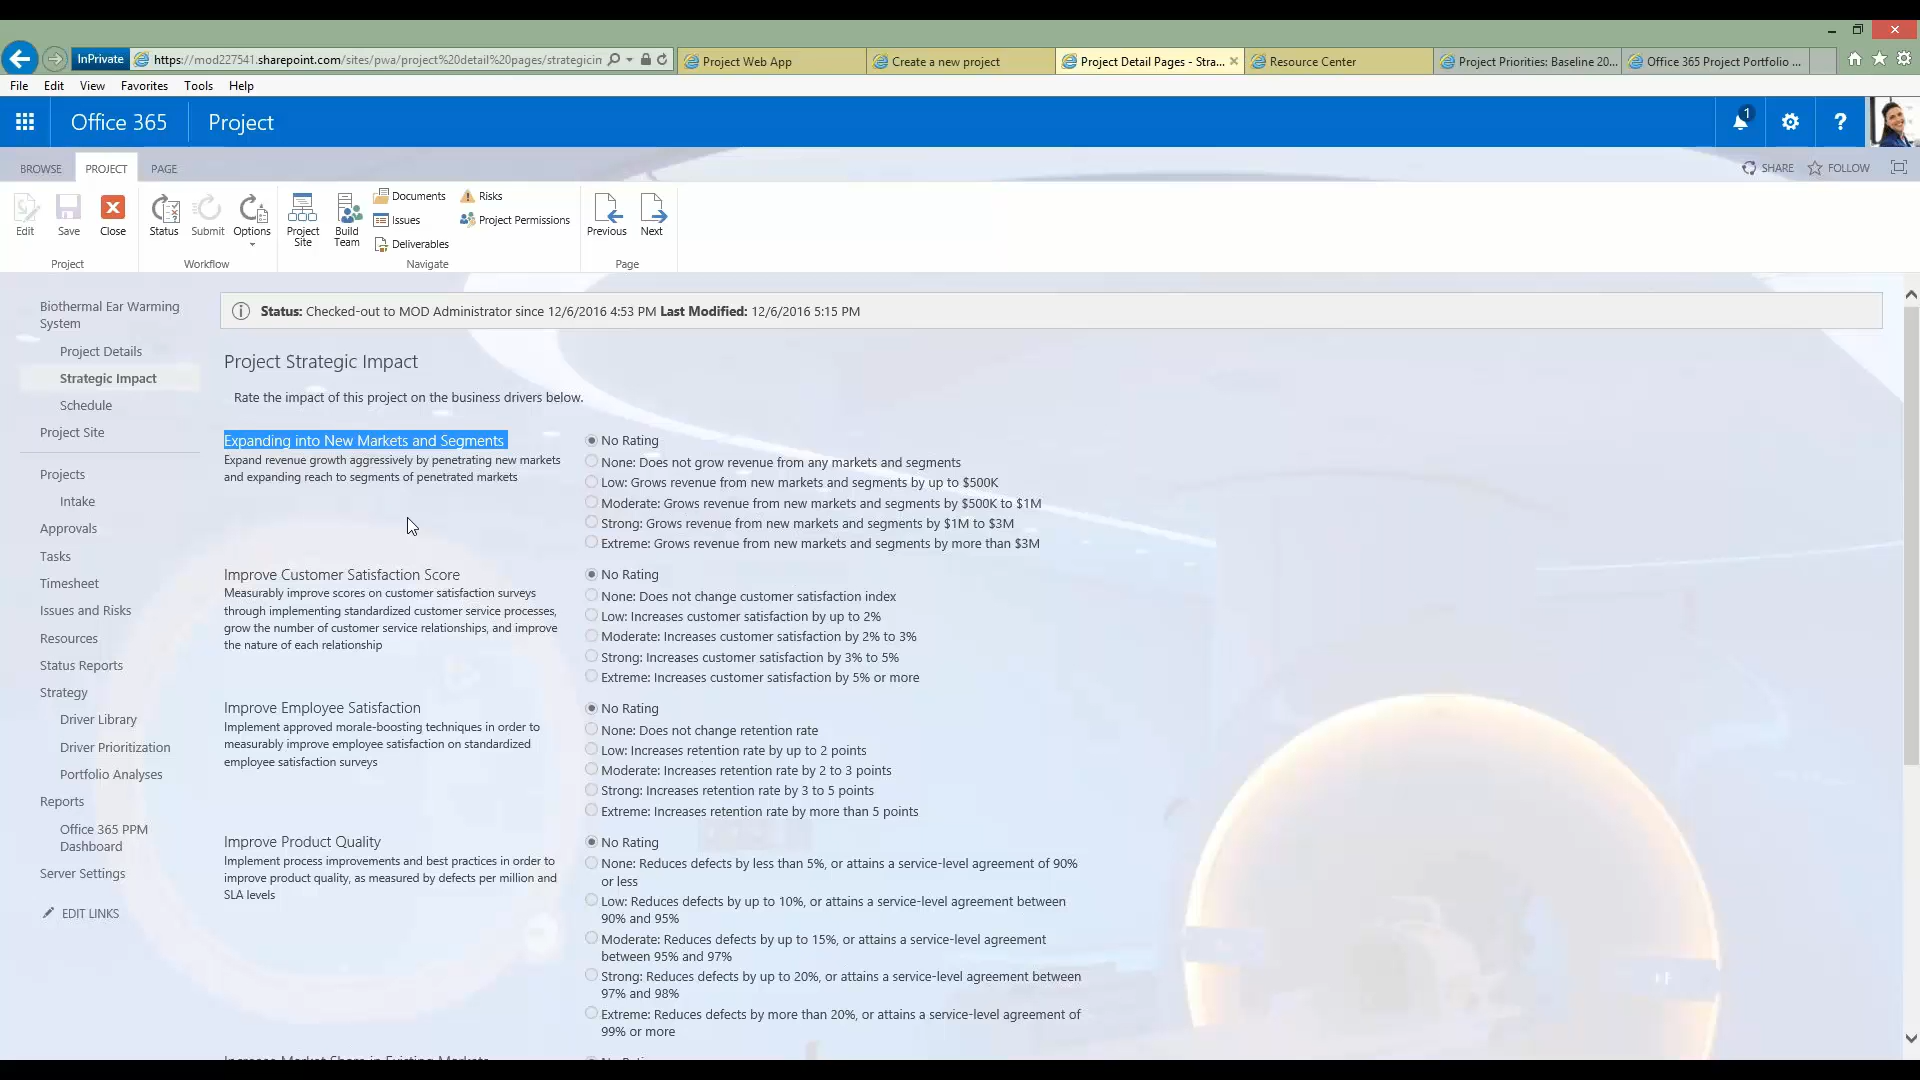 InPrivate
https://mod227541.sharepoint.com/sites/pwa/project%20detail%20pages/strategicin
Project Web App
Create a new project
Project Detail Pages - Stra...
Resource Center
Project Priorities: Baseline 20...
Office 365 Project Portfolio ...
File Edit View Favorites Tools Help
Office 365
Project
1
?
BROWSE PROJECT PAGE
SHARE FOLLOW
Edit
Save
Close
Project
Status
Submit
Options
Workflow
Project Site
Build Team
Documents
Issues
Deliverables
Risks
Project Permissions
Navigate
Previous
Next
Page
Biothermal Ear Warming
System
Project Details
Strategic Impact
Schedule
Project Site
Projects
Intake
Approvals
Tasks
Timesheet
Issues and Risks
Resources
Status Reports
Strategy
Driver Library
Driver Prioritization
Portfolio Analyses
Reports
Office 365 PPM
Dashboard
Server Settings
EDIT LINKS
Status: Checked-out to MOD Administrator since 12/6/2016 4:53 PM Last Modified: 12/6/2016 5:15 PM
Project Strategic Impact
Rate the impact of this project on the business drivers below.
Expanding into New Markets and Segments
Expand revenue growth aggressively by penetrating new markets
and expanding reach to segments of penetrated markets
No Rating
None: Does not grow revenue from any markets and segments
Low: Grows revenue from new markets and segments by up to $500K
Moderate: Grows revenue from new markets and segments by $500K to $1M
Strong: Grows revenue from new markets and segments by $1M to $3M
Extreme: Grows revenue from new markets and segments by more than $3M
Improve Customer Satisfaction Score
Measurably improve scores on customer satisfaction surveys
through implementing standardized customer service processes,
grow the number of customer service relationships, and improve
the nature of each relationship
No Rating
None: Does not change customer satisfaction index
Low: Increases customer satisfaction by up to 2%
Moderate: Increases customer satisfaction by 2% to 3%
Strong: Increases customer satisfaction by 3% to 5%
Extreme: Increases customer satisfaction by 5% or more
Improve Employee Satisfaction
Implement approved morale-boosting techniques in order to
measurably improve employee satisfaction on standardized
employee satisfaction surveys
No Rating
None: Does not change retention rate
Low: Increases retention rate by up to 2 points
Moderate: Increases retention rate by 2 to 3 points
Strong: Increases retention rate by 3 to 5 points
Extreme: Increases retention rate by more than 5 points
Improve Product Quality
Implement process improvements and best practices in order to
improve product quality, as measured by defects per million and
SLA levels
No Rating
None: Reduces defects by less than 5%, or attains a service-level agreement of 90%
or less
Low: Reduces defects by up to 10%, or attains a service-level agreement between
90% and 95%
Moderate: Reduces defects by up to 15%, or attains a service-level agreement
between 95% and 97%
Strong: Reduces defects by up to 20%, or attains a service-level agreement between
97% and 98%
Extreme: Reduces defects by more than 20%, or attains a service-level agreement of
99% or more
Increase Market Share in Existing Markets
No Rating